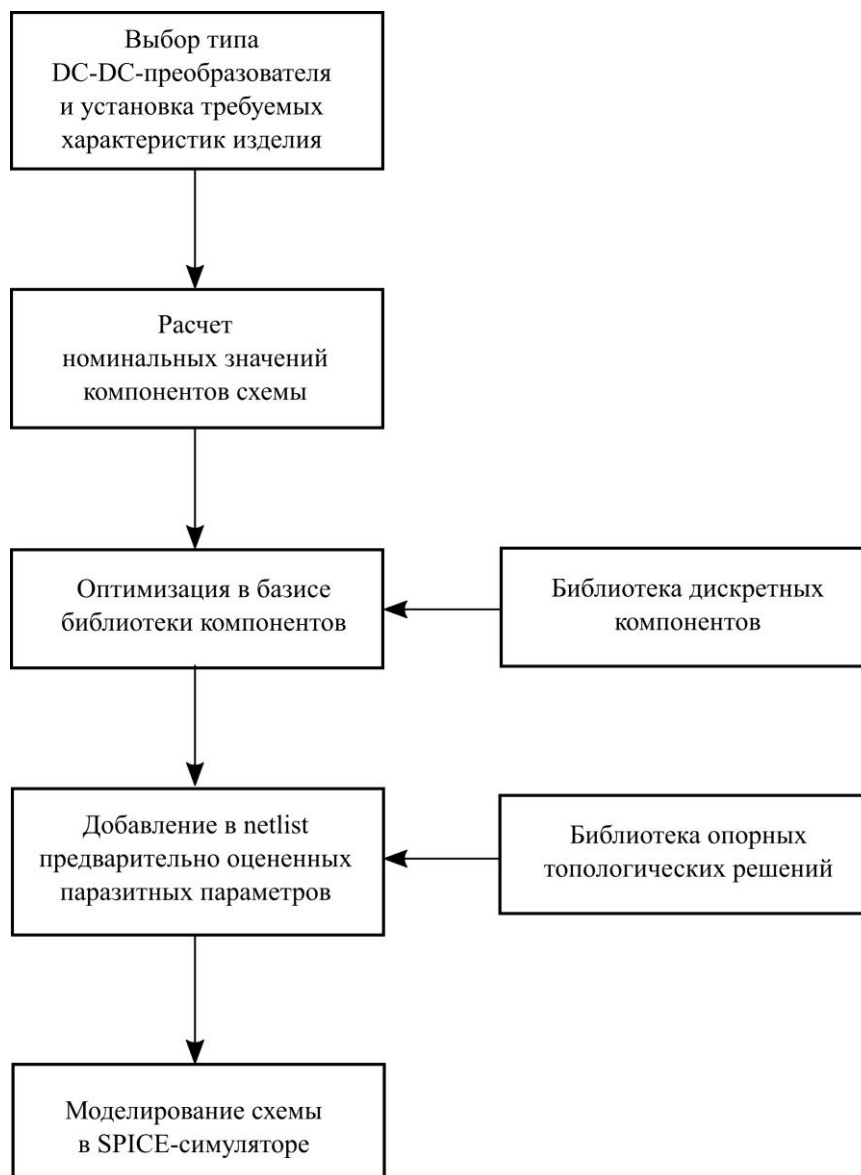 Выбор типа
DC-DC-преобразователя
и установка требуемых
характеристик изделия
Расчет
номинальных значений
компонентов схемы
Оптимизация в базисе
библиотеки компонентов
Библиотека дискретных
компонентов
Добавление в netlist
предварительно оцененных
паразитных параметров
Библиотека опорных
топологических решений
Моделирование схемы
в SPICE-симуляторе